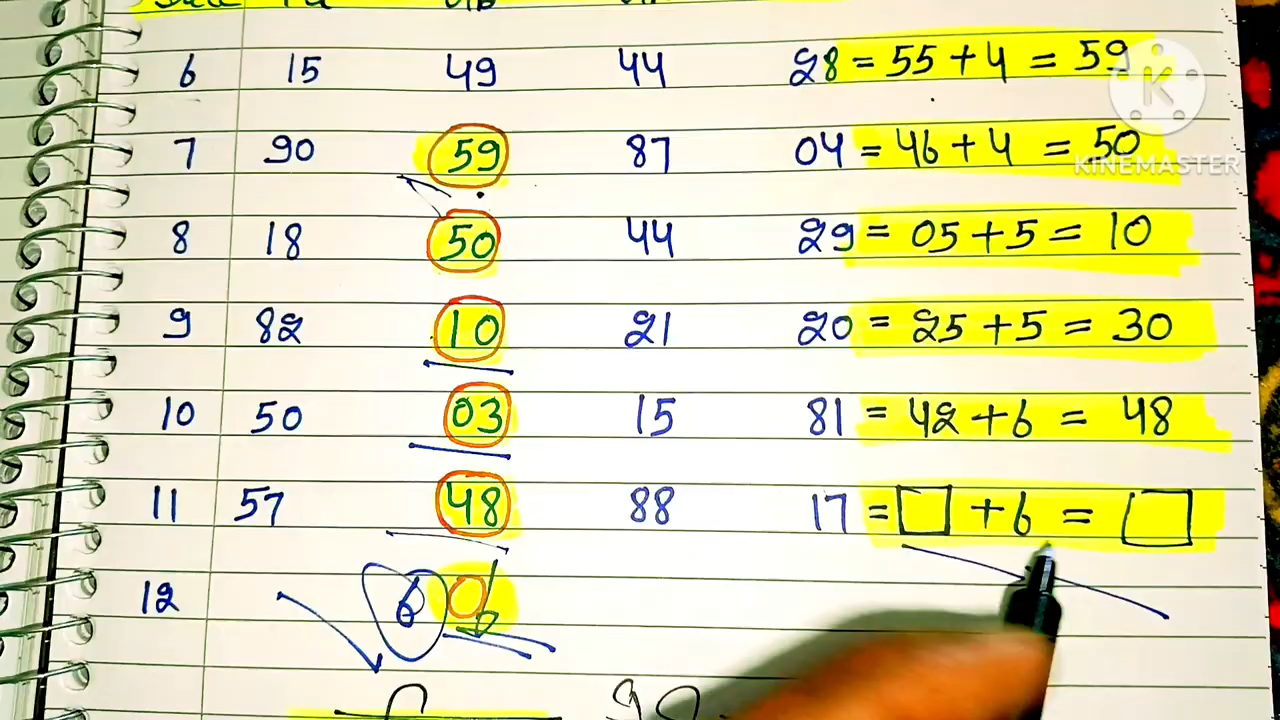 6 15 49 44 28 = 55 + 4 = 59
7 90 59 87 04 = 46 + 4 = 50
KINEMASTER
8 18 50 44 29 = 05 + 5 = 10
9 82 10 21 20 = 25 + 5 = 30
10 50 03 15 81 = 42 + 6 = 48
11 57 48 88 17 = □ + 6 = □
12 6